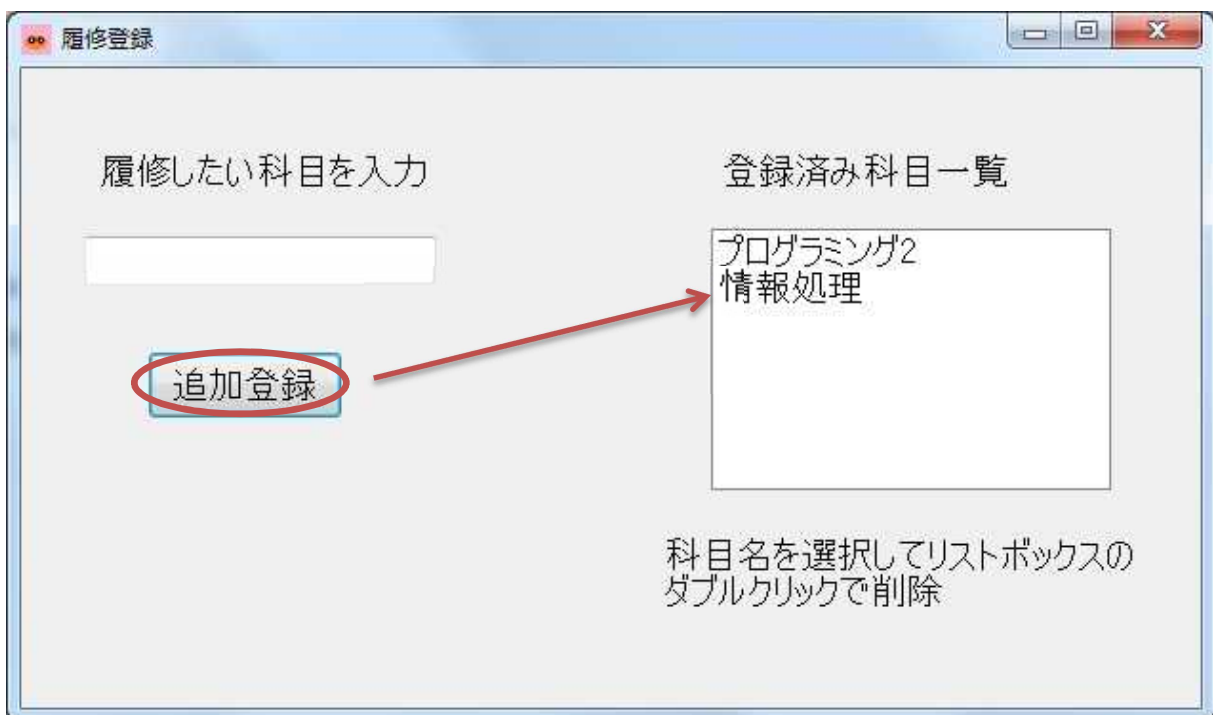 履修登録
履修したい科目を入力
追加登録
登録済み科目一覧
プログラミング2
情報処理
科目名を選択してリストボックスの
ダブルクリックで削除